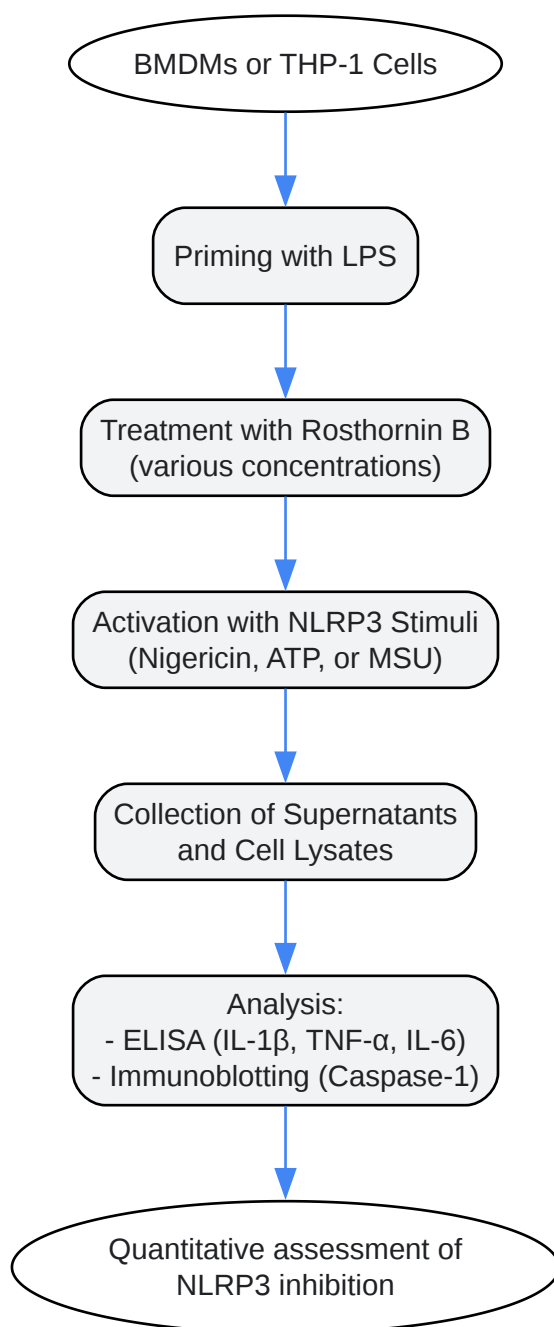 BMDMs or THP-1 Cells
Priming with LPS
Treatment with Rosthornin B
(various concentrations)
Activation with NLRP3 Stimuli
(Nigericin, ATP, or MSU)
Collection of Supernatants
and Cell Lysates
Analysis:
- ELISA (IL-1β, TNF-α, IL-6)
- Immunoblotting (Caspase-1)
Quantitative assessment of
NLRP3 inhibition